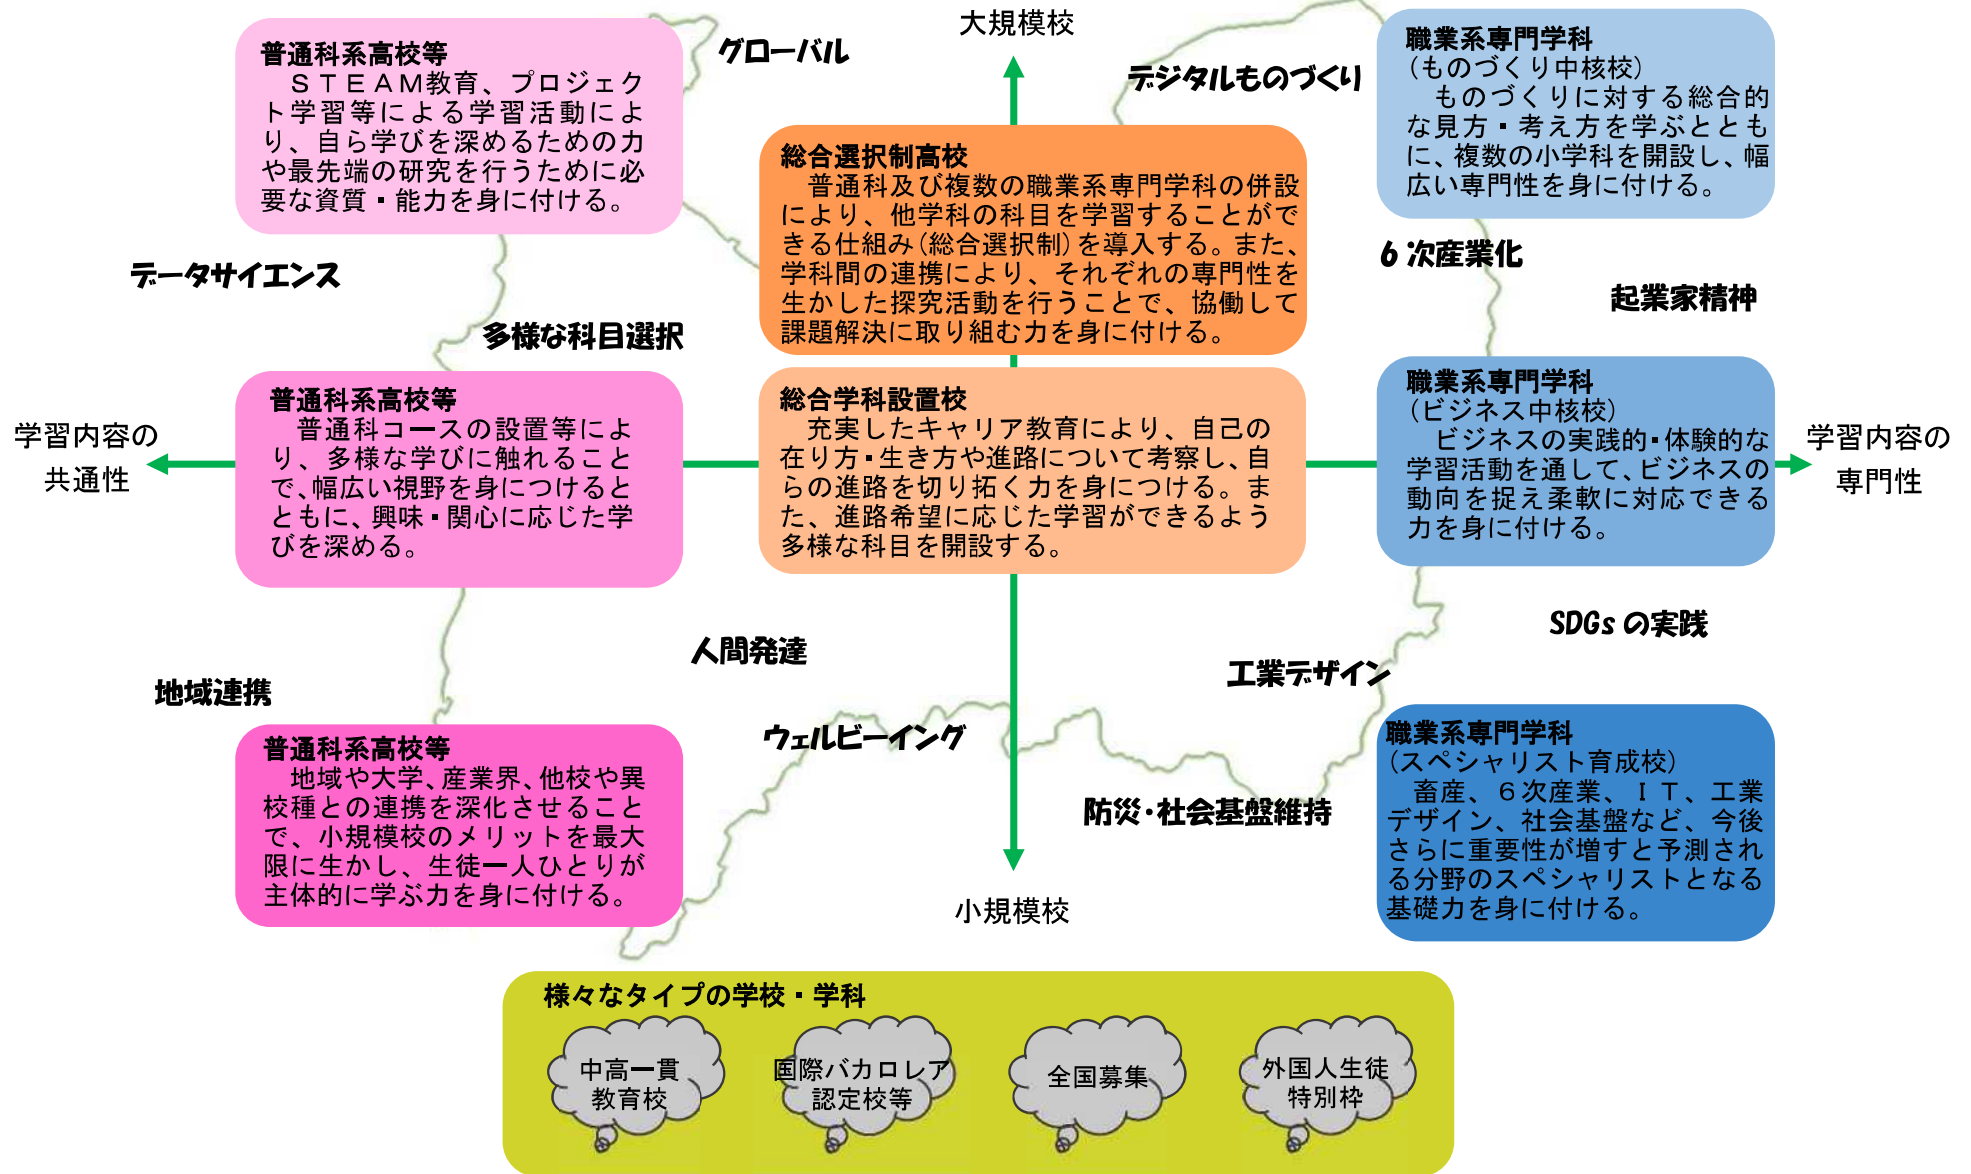 大規模校
普通科系高校等
STEAM教育、プロジェク
ト学習等による学習活動によ
り、自ら学びを深めるための力
や最先端の研究を行うために必
要な資質・能力を身に付ける。
グローバル
デジタルものづくり
職業系専門学科
(ものづくり中核校)
ものづくりに対する総合的
な見方・考え方を学ぶととも
に、複数の小学科を開設し、幅
広い専門性を身に付ける。
総合選択制高校
普通科及び複数の職業系専門学科の併設
により、他学科の科目を学習することがで
きる仕組み(総合選択制)を導入する。また、
学科間の連携により、それぞれの専門性を
生かした探究活動を行うことで、協働して
課題解決に取り組む力を身に付ける。
データサイエンス
多様な科目選択
6次産業化
起業家精神
学習内容の
共通性
普通科系高校等
普通科コースの設置等によ
り、多様な学びに触れること
で、幅広い視野を身につけると
ともに、興味・関心に応じた学
びを深める。
総合学科設置校
充実したキャリア教育により、自己の
在り方・生き方や進路について考察し、自
らの進路を切り拓く力を身につける。ま
た、進路希望に応じた学習ができるよう
多様な科目を開設する。
職業系専門学科
(ビジネス中核校)
ビジネスの実践的・体験的な
学習活動を通して、ビジネスの
動向を捉え柔軟に対応できる
力を身に付ける。
学習内容の
専門性
地域連携
人間発達
ウェルビーイング
工業デザイン
SDGsの実践
防災・社会基盤維持
普通科系高校等
地域や大学、産業界、他校や異
校種との連携を深化させること
で、小規模校のメリットを最大
限に生かし、生徒一人ひとりが
主体的に学ぶ力を身に付ける。
職業系専門学科
(スペシャリスト育成校)
畜産、6次産業、IT、工業
デザイン、社会基盤など、今後
さらに重要性が増すと予測され
る分野のスペシャリストとなる
基礎力を身に付ける。
小規模校
様々なタイプの学校・学科
中高一貫
教育校
国際バカロレア
認定校等
全国募集
外国人生徒
特別枠